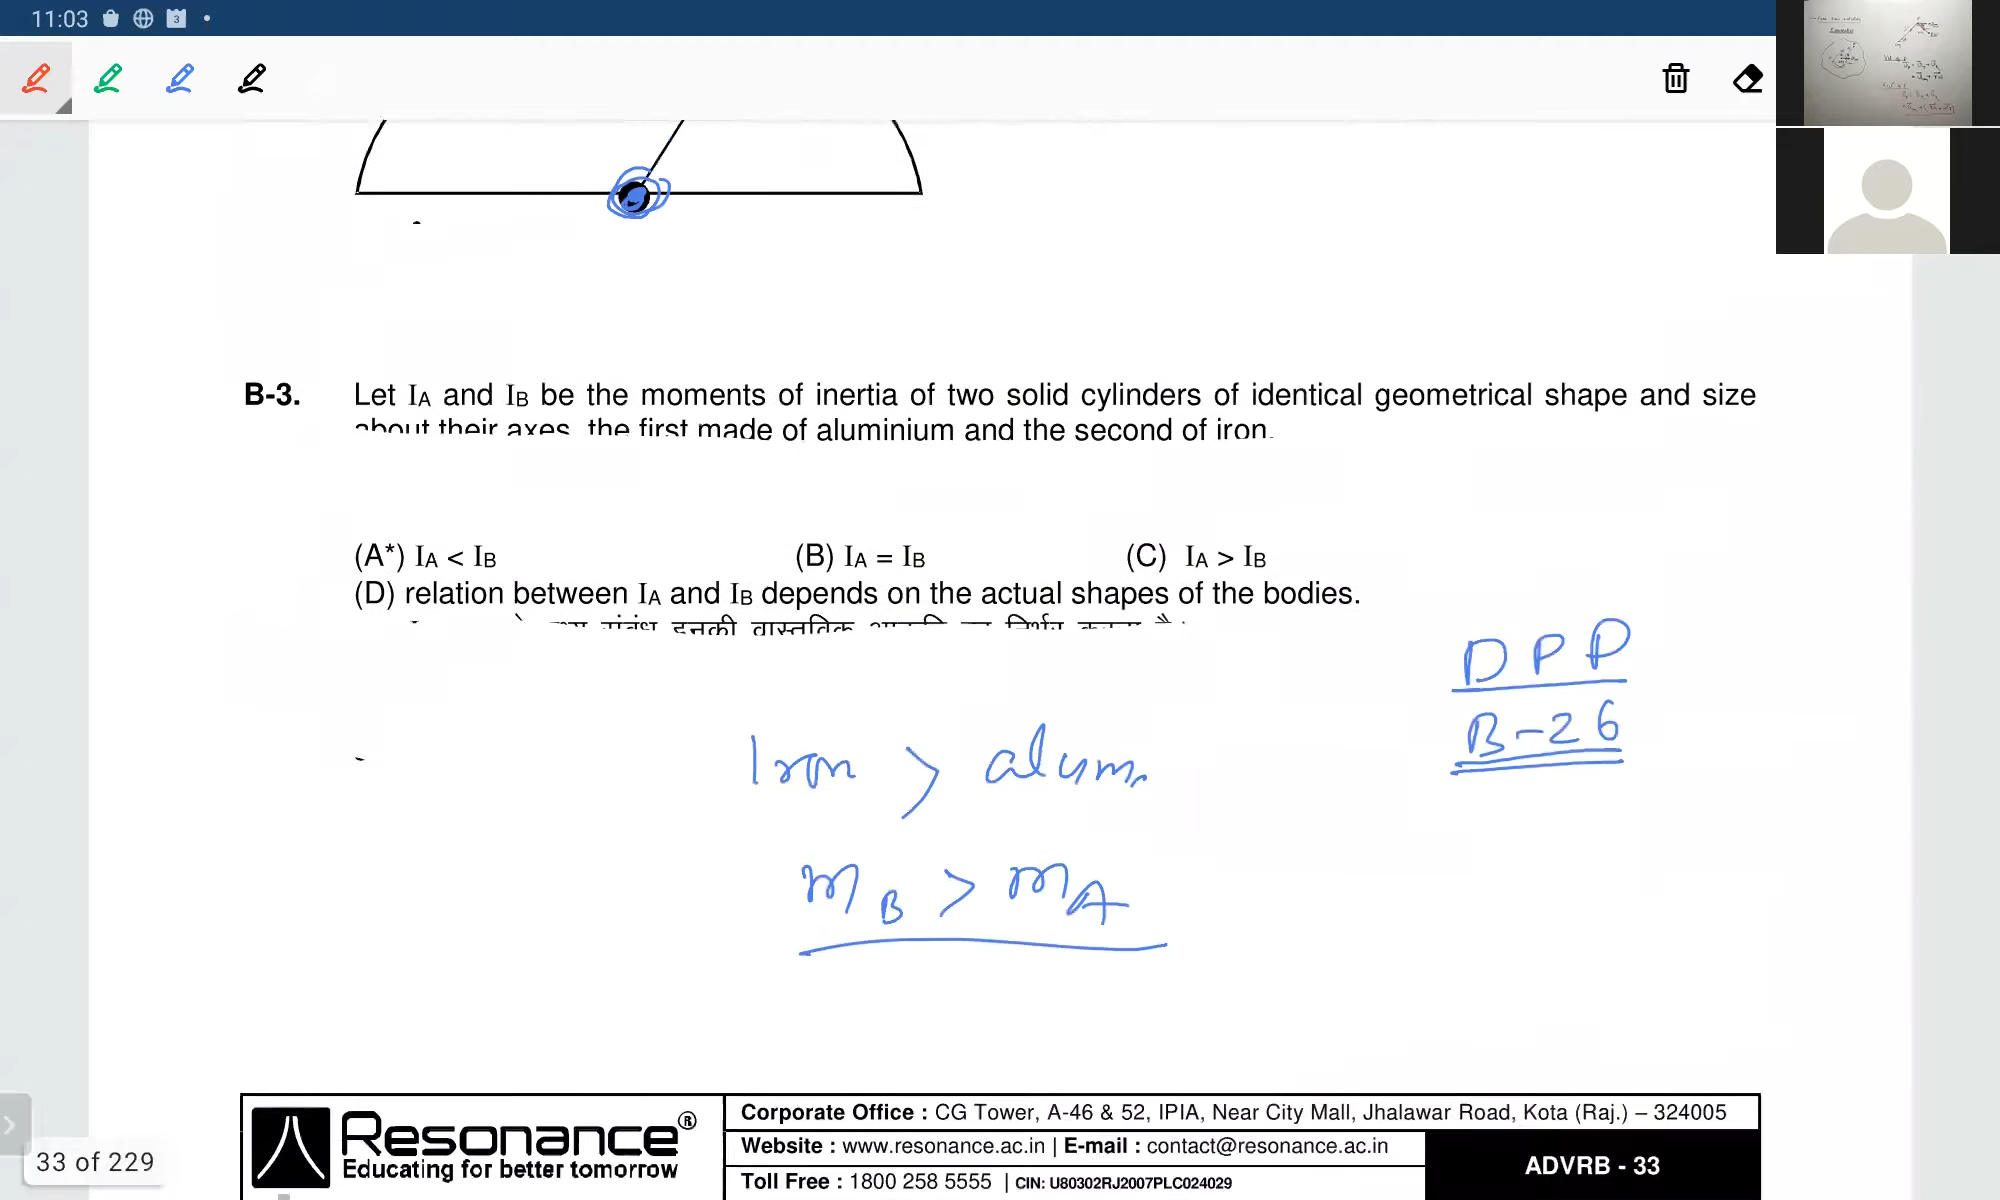 11:03
3
B-3. Let IA and IB be the moments of inertia of two solid cylinders of identical geometrical shape and size
about their axes, the first made of aluminium and the second of iron.
(A*) IA < IB (B) IA = IB (C) IA > IB
(D) relation between IA and IB depends on the actual shapes of the bodies.
संबंध इनकी वास्तविक
DPP
B-26
Iron > alum.
mB > mA
Resonance®
Educating for better tomorrow
Corporate Office : CG Tower, A-46 & 52, IPIA, Near City Mall, Jhalawar Road, Kota (Raj.) – 324005
Website : www.resonance.ac.in | E-mail : contact@resonance.ac.in
Toll Free : 1800 258 5555 | CIN: U80302RJ2007PLC024029
ADVRB - 33
33 of 229